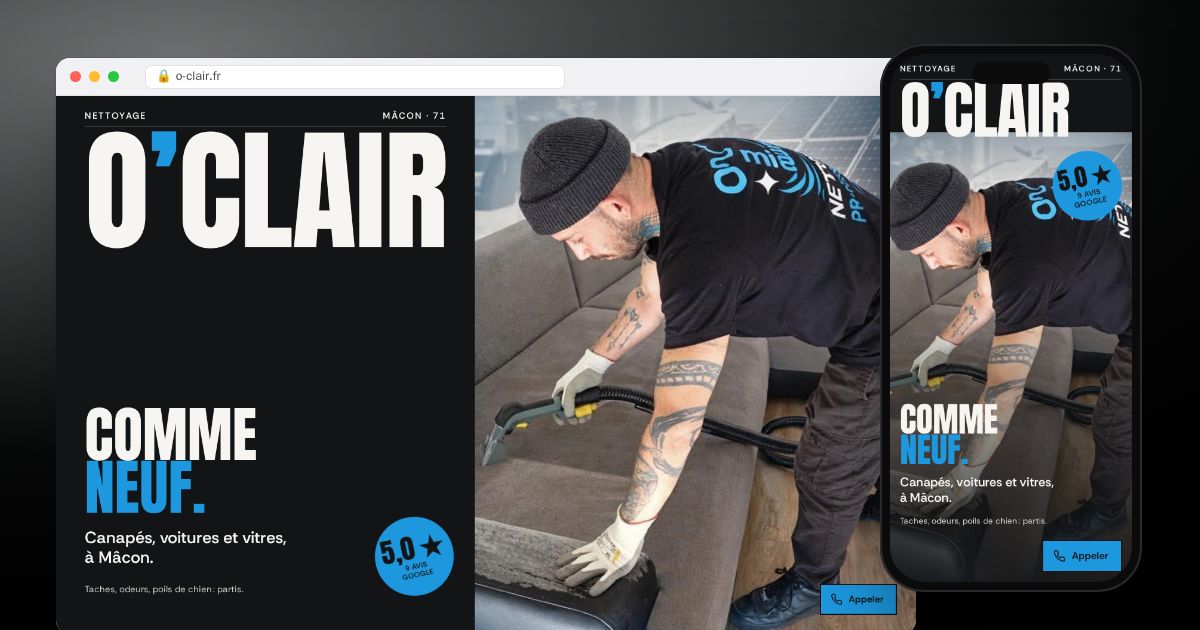 o-clair.fr
NETTOYAGE
MÂCON · 71
O’CLAIR
COMME
NEUF.
Canapés, voitures et vitres,
à Mâcon.
Taches, odeurs, poils de chien : partis.
5,0 ★
9 AVIS
GOOGLE
Appeler
NETTOYAGE
MÂCON · 71
O’CLAIR
5,0 ★
9 AVIS
GOOGLE
COMME
NEUF.
Canapés, voitures et vitres,
à Mâcon.
Taches, odeurs, poils de chien : partis.
Appeler